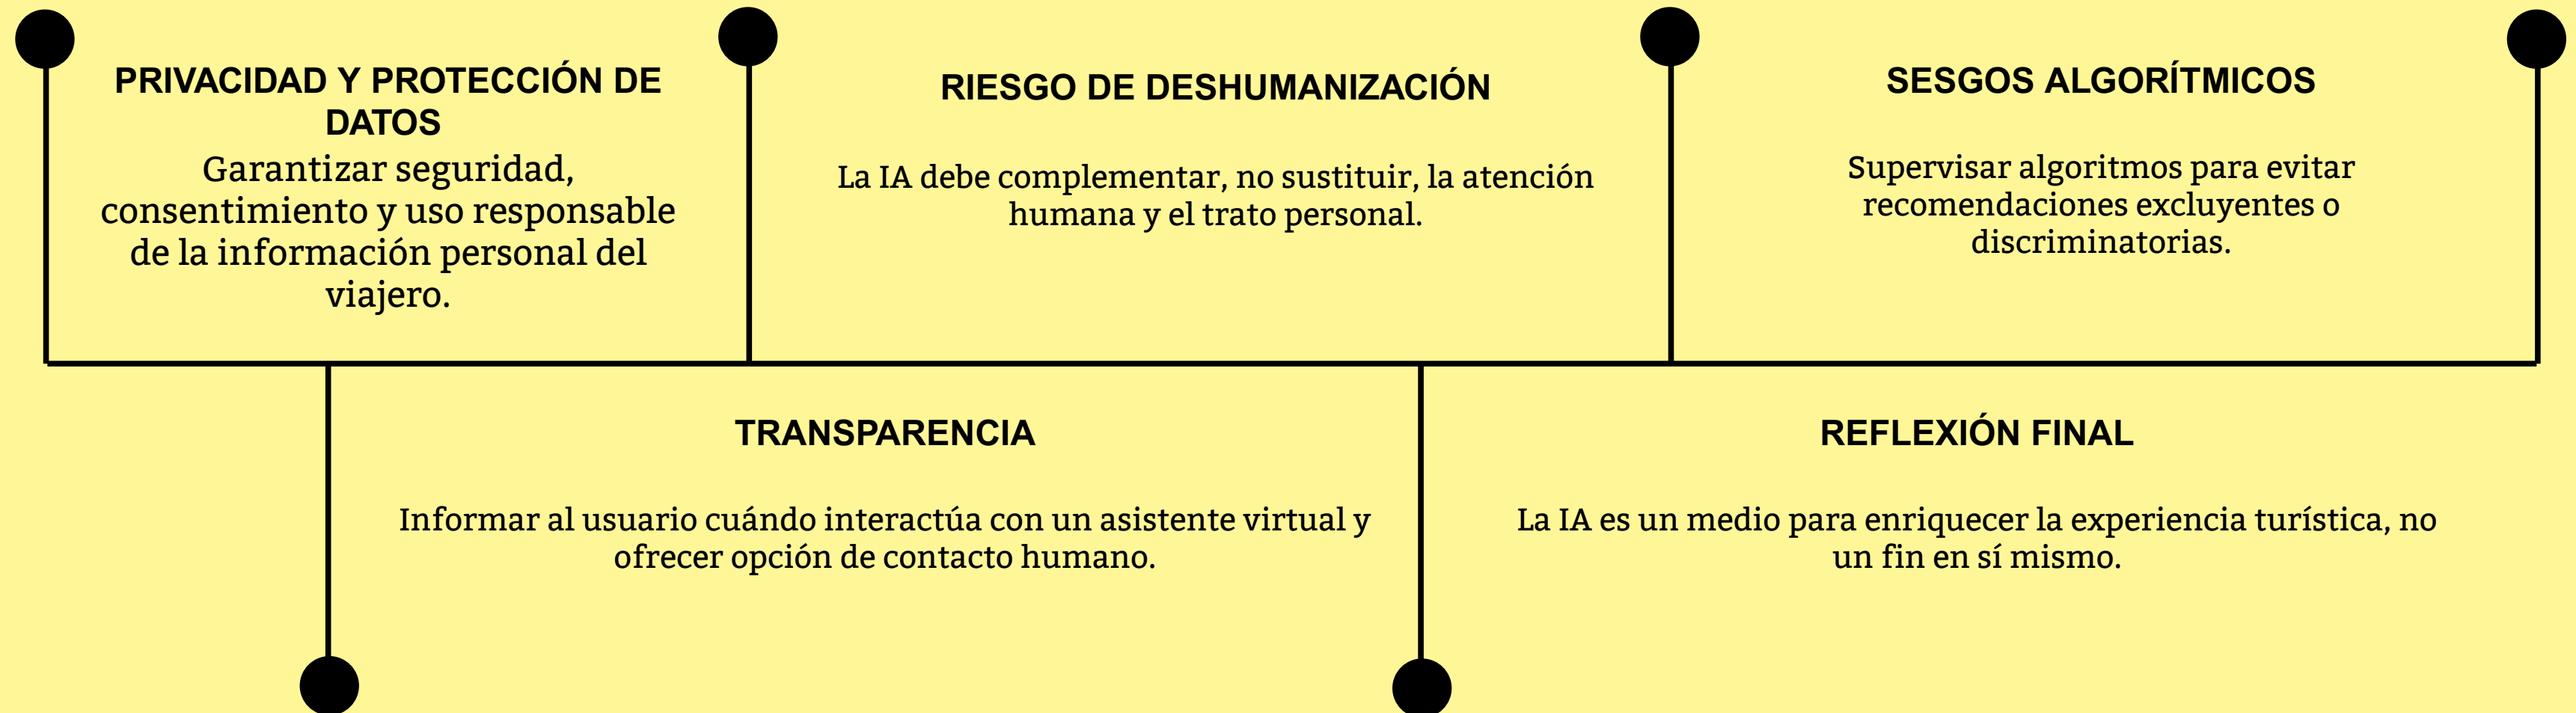 PRIVACIDAD Y PROTECCIÓN DE
DATOS
Garantizar seguridad,
consentimiento y uso responsable
de la información personal del
viajero.
RIESGO DE DESHUMANIZACIÓN
La IA debe complementar, no sustituir, la atención
humana y el trato personal.
SESGOS ALGORÍTMICOS
Supervisar algoritmos para evitar
recomendaciones excluyentes o
discriminatorias.
TRANSPARENCIA
Informar al usuario cuándo interactúa con un asistente virtual y
ofrecer opción de contacto humano.
REFLEXIÓN FINAL
La IA es un medio para enriquecer la experiencia turística, no
un fin en sí mismo.